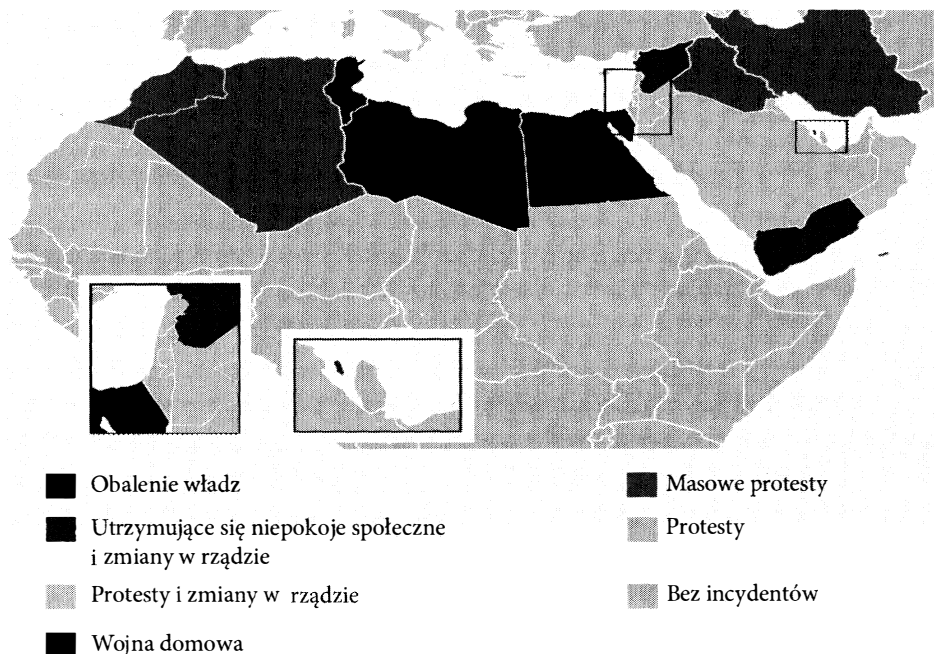 Obalenie władz
Utrzymujące się niepokoje społeczne
i zmiany w rządzie
Protesty i zmiany w rządzie
Wojna domowa
Masowe protesty
Protesty
Bez incydentów